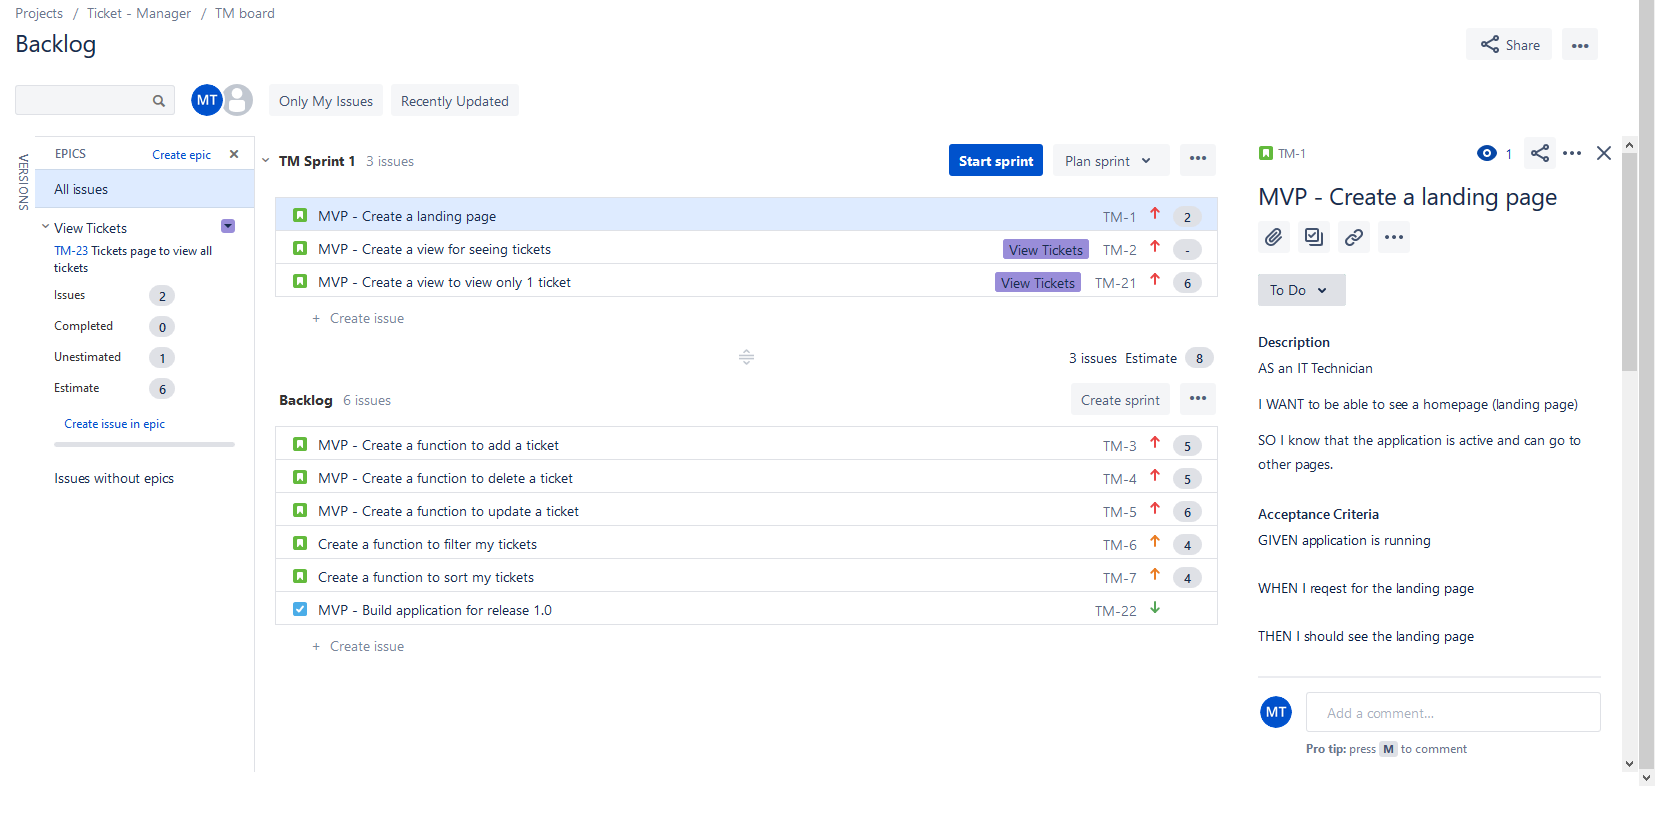 Projects / Ticket - Manager / TM board
Backlog
Share
MT
Only My Issues
Recently Updated
VERSIONS
EPICS
Create epic
All issues
View Tickets
TM-23 Tickets page to view all
tickets
Issues 2
Completed 0
Unestimated 1
Estimate 6
Create issue in epic
Issues without epics
TM Sprint 1 3 issues
Start sprint
Plan sprint
MVP - Create a landing page TM-1 2
MVP - Create a view for seeing tickets View Tickets TM-2 -
MVP - Create a view to view only 1 ticket View Tickets TM-21 6
+ Create issue
3 issues Estimate 8
Backlog 6 issues
Create sprint
MVP - Create a function to add a ticket TM-3 5
MVP - Create a function to delete a ticket TM-4 5
MVP - Create a function to update a ticket TM-5 6
Create a function to filter my tickets TM-6 4
Create a function to sort my tickets TM-7 4
MVP - Build application for release 1.0 TM-22
+ Create issue
TM-1
1
MVP - Create a landing page
To Do
Description
AS an IT Technician
I WANT to be able to see a homepage (landing page)
SO I know that the application is active and can go to
other pages.
Acceptance Criteria
GIVEN application is running
WHEN I reqest for the landing page
THEN I should see the landing page
MT
Add a comment...
Pro tip: press M to comment